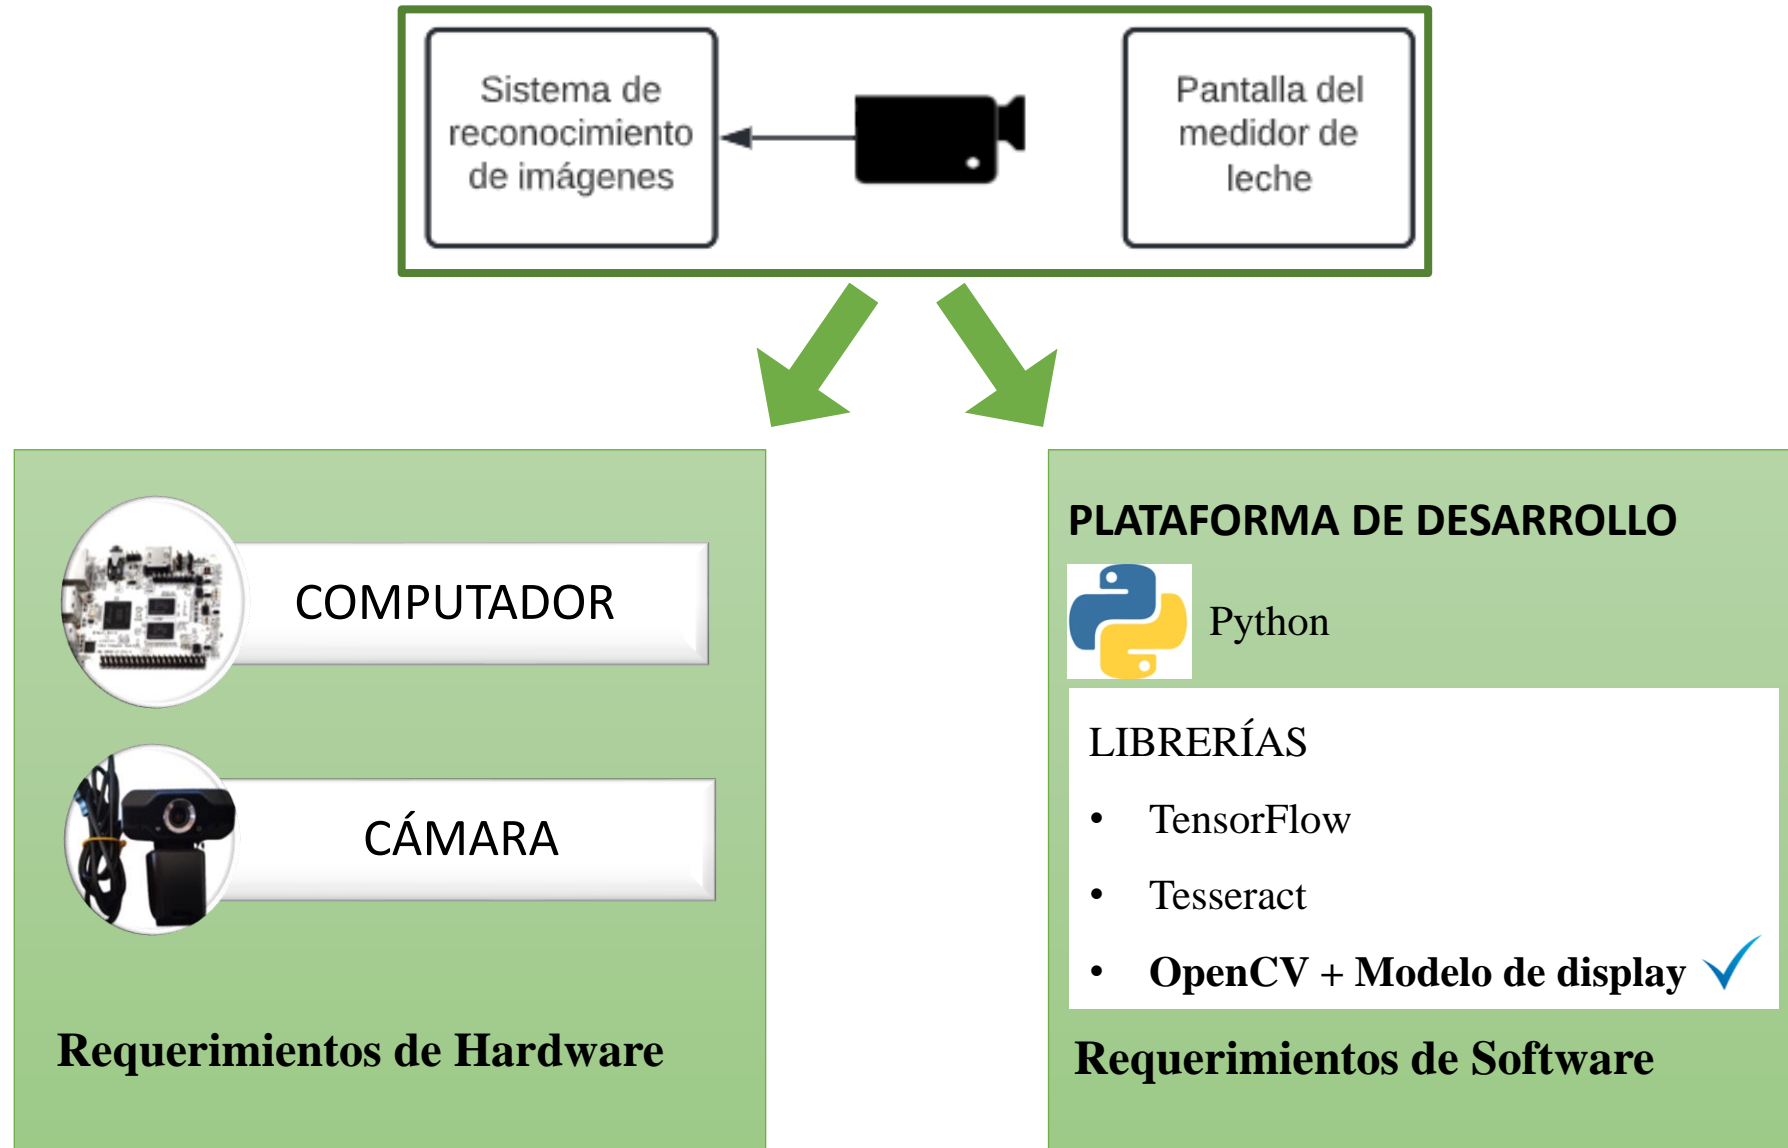 Sistema de
reconocimiento
de imágenes
Pantalla del
medidor de
leche
COMPUTADOR
CÁMARA
Requerimientos de Hardware
PLATAFORMA DE DESARROLLO
Python
LIBRERÍAS
• TensorFlow
• Tesseract
• OpenCV + Modelo de display
Requerimientos de Software